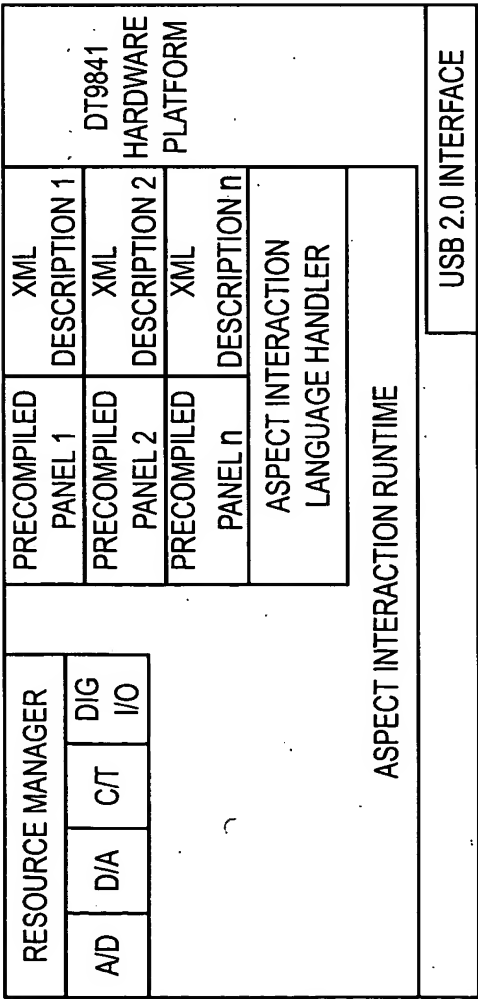 RESOURCE MANAGER
A/D
D/A
C/T
DIG
I/O
PRECOMPILED
PANEL 1
XML
DESCRIPTION 1
PRECOMPILED
PANEL 2
XML
DESCRIPTION 2
PRECOMPILED
PANEL n
XML
DESCRIPTION n
DT9841
HARDWARE
PLATFORM
ASPECT INTERACTION
LANGUAGE HANDLER
ASPECT INTERACTION RUNTIME
USB 2.0 INTERFACE